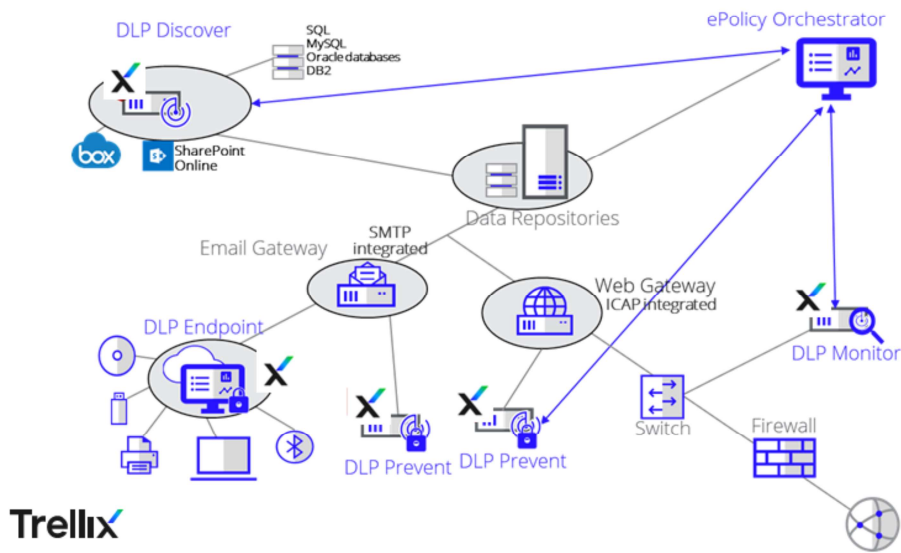 ePolicy Orchestrator
DLP Discover
SQL
MySQL
Oracle databases
DB2
box
SharePoint
Online
Data Repositories
Email Gateway
SMTP
integrated
Web Gateway
ICAP integrated
DLP Endpoint
DLP Monitor
Switch
Firewall
DLP Prevent
DLP Prevent
Trellix